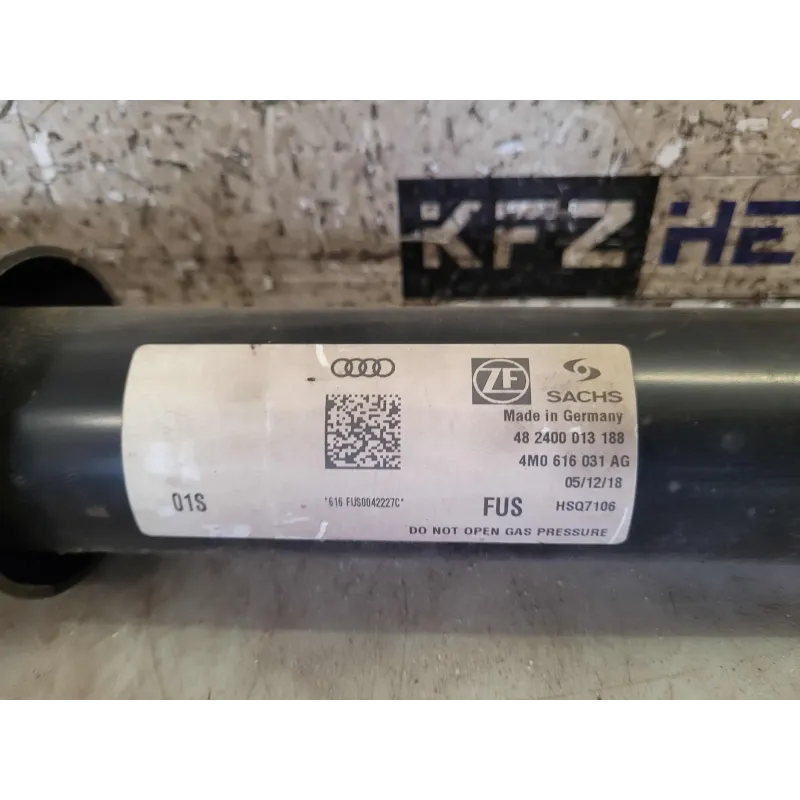 KFZ HE
ZF SACHS
Made in Germany
48 2400 013 188
4M0 616 031 AG
05/12/18
01S *616 FUS0042227C* FUS HSQ7106
DO NOT OPEN GAS PRESSURE